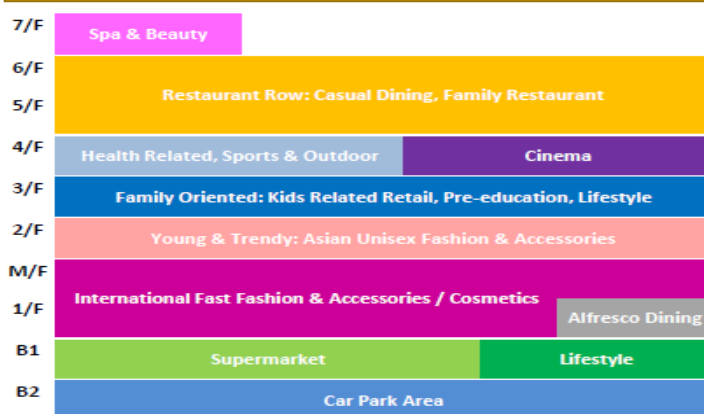 7/F
Spa & Beauty
6/F
Restaurant Row: Casual Dining, Family Restaurant
5/F
4/F
Health Related, Sports & Outdoor
Cinema
3/F
Family Oriented: Kids Related Retail, Pre-education, Lifestyle
2/F
Young & Trendy: Asian Unisex Fashion & Accessories
M/F
International Fast Fashion & Accessories / Cosmetics
1/F
Alfresco Dining
B1
Supermarket
Lifestyle
B2
Car Park Area